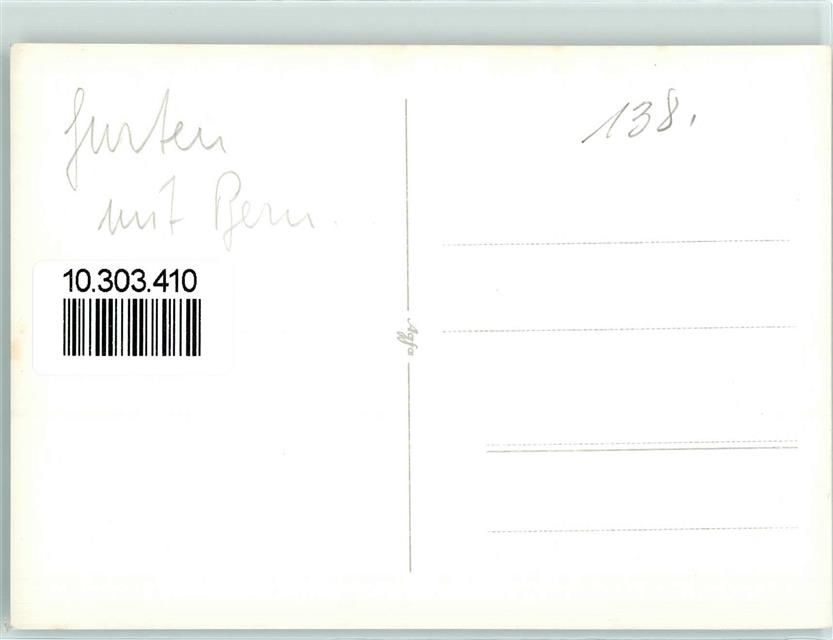 Gurten
mit Bern.
138.
10.303.410
Agfa